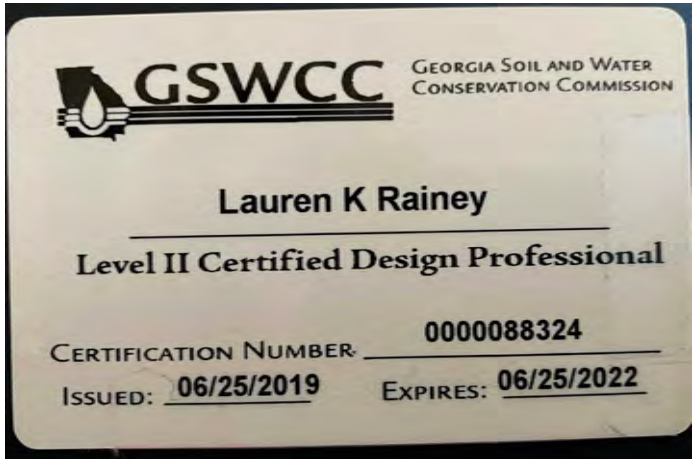 GSWCC
GEORGIA SOIL AND WATER
CONSERVATION COMMISSION
Lauren K Rainey
Level II Certified Design Professional
CERTIFICATION NUMBER 0000088324
ISSUED: 06/25/2019 EXPIRES: 06/25/2022